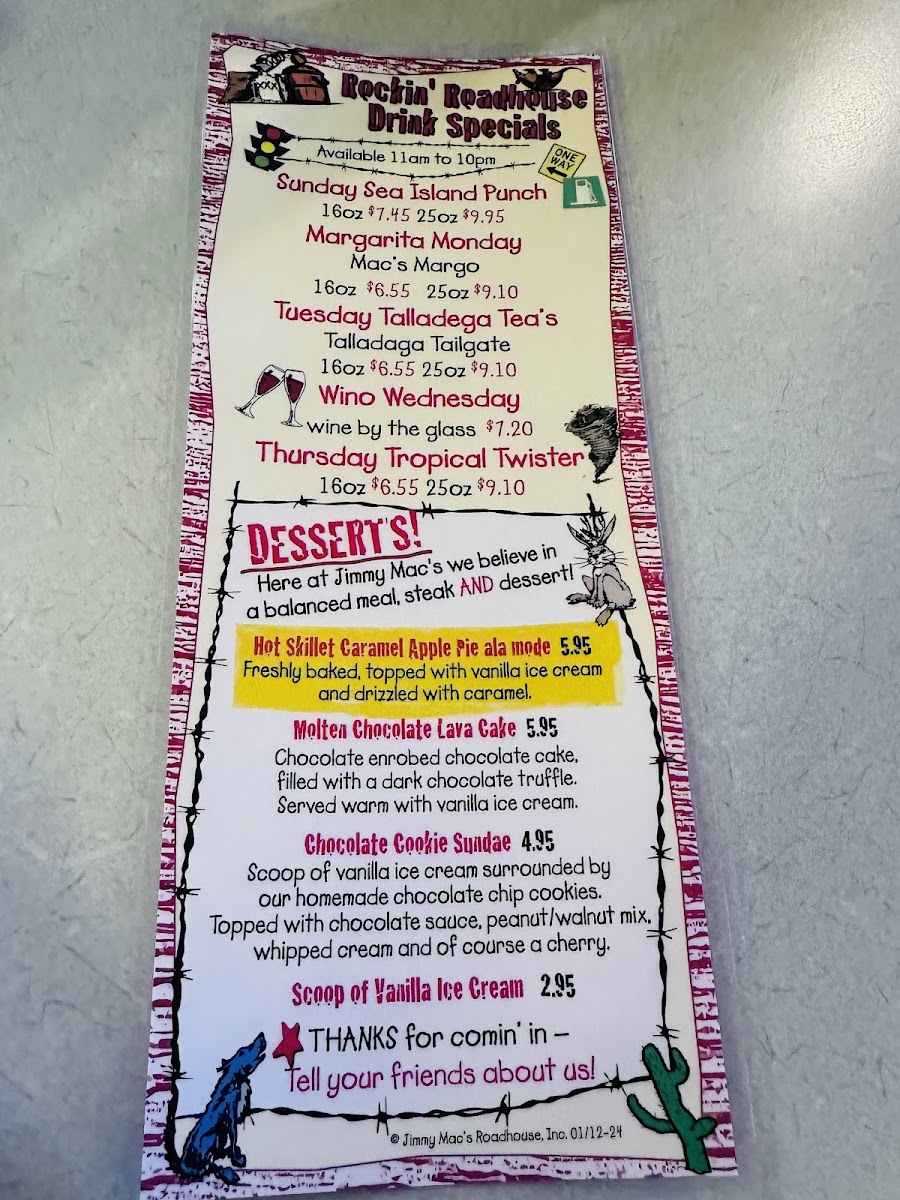 XXX
Rockin' Roadhouse
Drink Specials
Available 11am to 10pm
ONE
WAY
Sunday Sea Island Punch
16oz $7.45 25oz $9.95
Margarita Monday
Mac's Margo
16oz $6.55 25oz $9.10
Tuesday Talladega Tea's
Talladaga Tailgate
16oz $6.55 25oz $9.10
Wino Wednesday
wine by the glass $7.20
Thursday Tropical Twister
16oz $6.55 25oz $9.10
DESSERT'S!
Here at Jimmy Mac's we believe in
a balanced meal, steak AND dessert!
Hot Skillet Caramel Apple Pie ala mode 5.95
Freshly baked, topped with vanilla ice cream
and drizzled with caramel.
Molten Chocolate Lava Cake 5.95
Chocolate enrobed chocolate cake,
filled with a dark chocolate truffle.
Served warm with vanilla ice cream.
Chocolate Cookie Sundae 4.95
Scoop of vanilla ice cream surrounded by
our homemade chocolate chip cookies.
Topped with chocolate sauce, peanut/walnut mix,
whipped cream and of course a cherry.
Scoop of Vanilla Ice Cream 2.95
THANKS for comin' in –
Tell your friends about us!
© Jimmy Mac's Roadhouse, Inc. 01/12-24